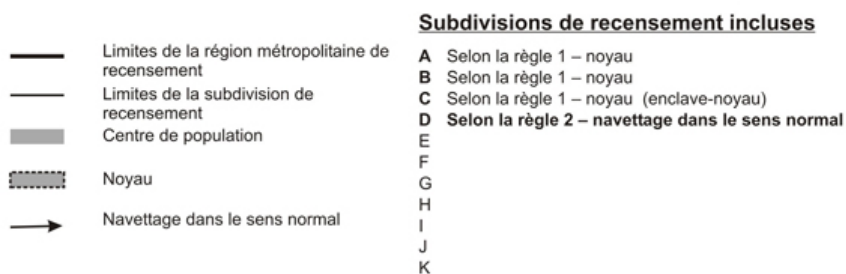 Limites de la région métropolitaine de
recensement
Limites de la subdivision de
recensement
Centre de population
Noyau
Navettage dans le sens normal
Subdivisions de recensement incluses
A Selon la règle 1 – noyau
B Selon la règle 1 – noyau
C Selon la règle 1 – noyau (enclave-noyau)
D Selon la règle 2 – navettage dans le sens normal
E
F
G
H
I
J
K